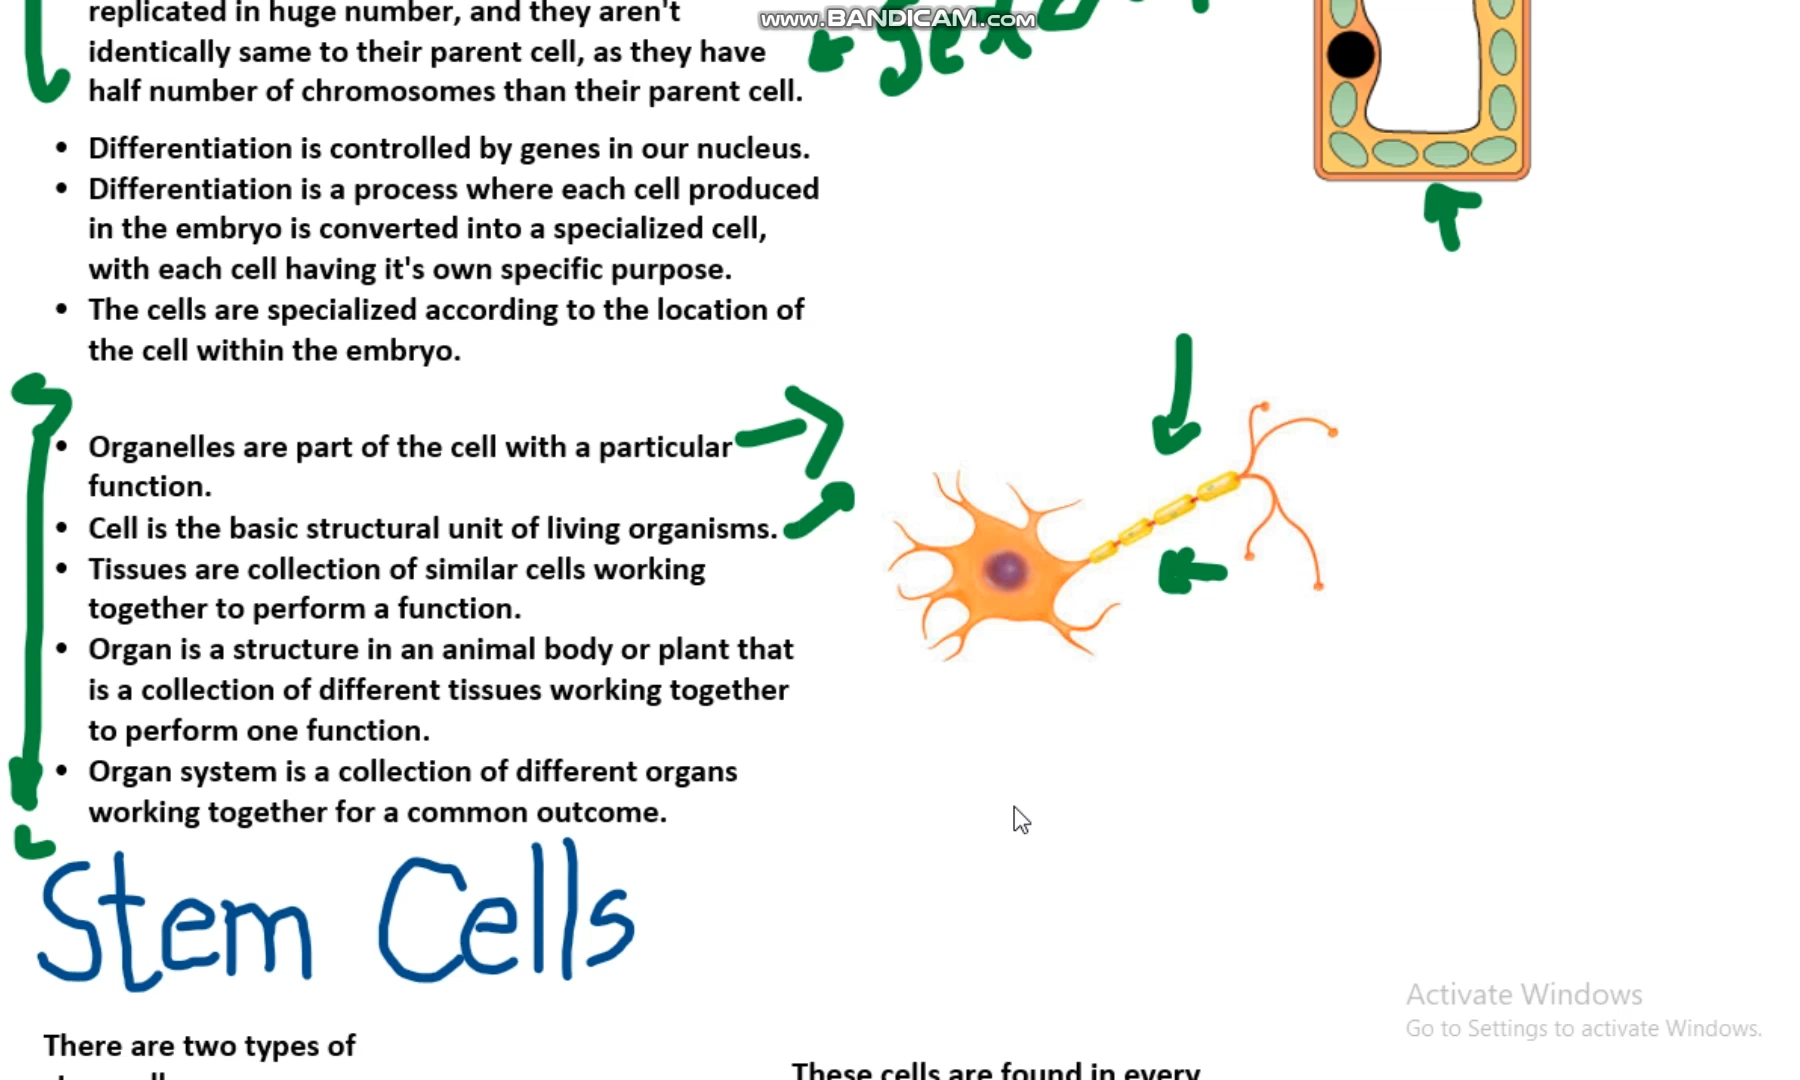 www.BANDICAM.com
replicated in huge number, and they aren't
identically same to their parent cell, as they have
half number of chromosomes than their parent cell.
• Differentiation is controlled by genes in our nucleus.
• Differentiation is a process where each cell produced
in the embryo is converted into a specialized cell,
with each cell having it's own specific purpose.
• The cells are specialized according to the location of
the cell within the embryo.
• Organelles are part of the cell with a particular
function.
• Cell is the basic structural unit of living organisms.
• Tissues are collection of similar cells working
together to perform a function.
• Organ is a structure in an animal body or plant that
is a collection of different tissues working together
to perform one function.
• Organ system is a collection of different organs
working together for a common outcome.
Stem Cells
There are two types of
These cells are found in every
Activate Windows
Go to Settings to activate Windows.